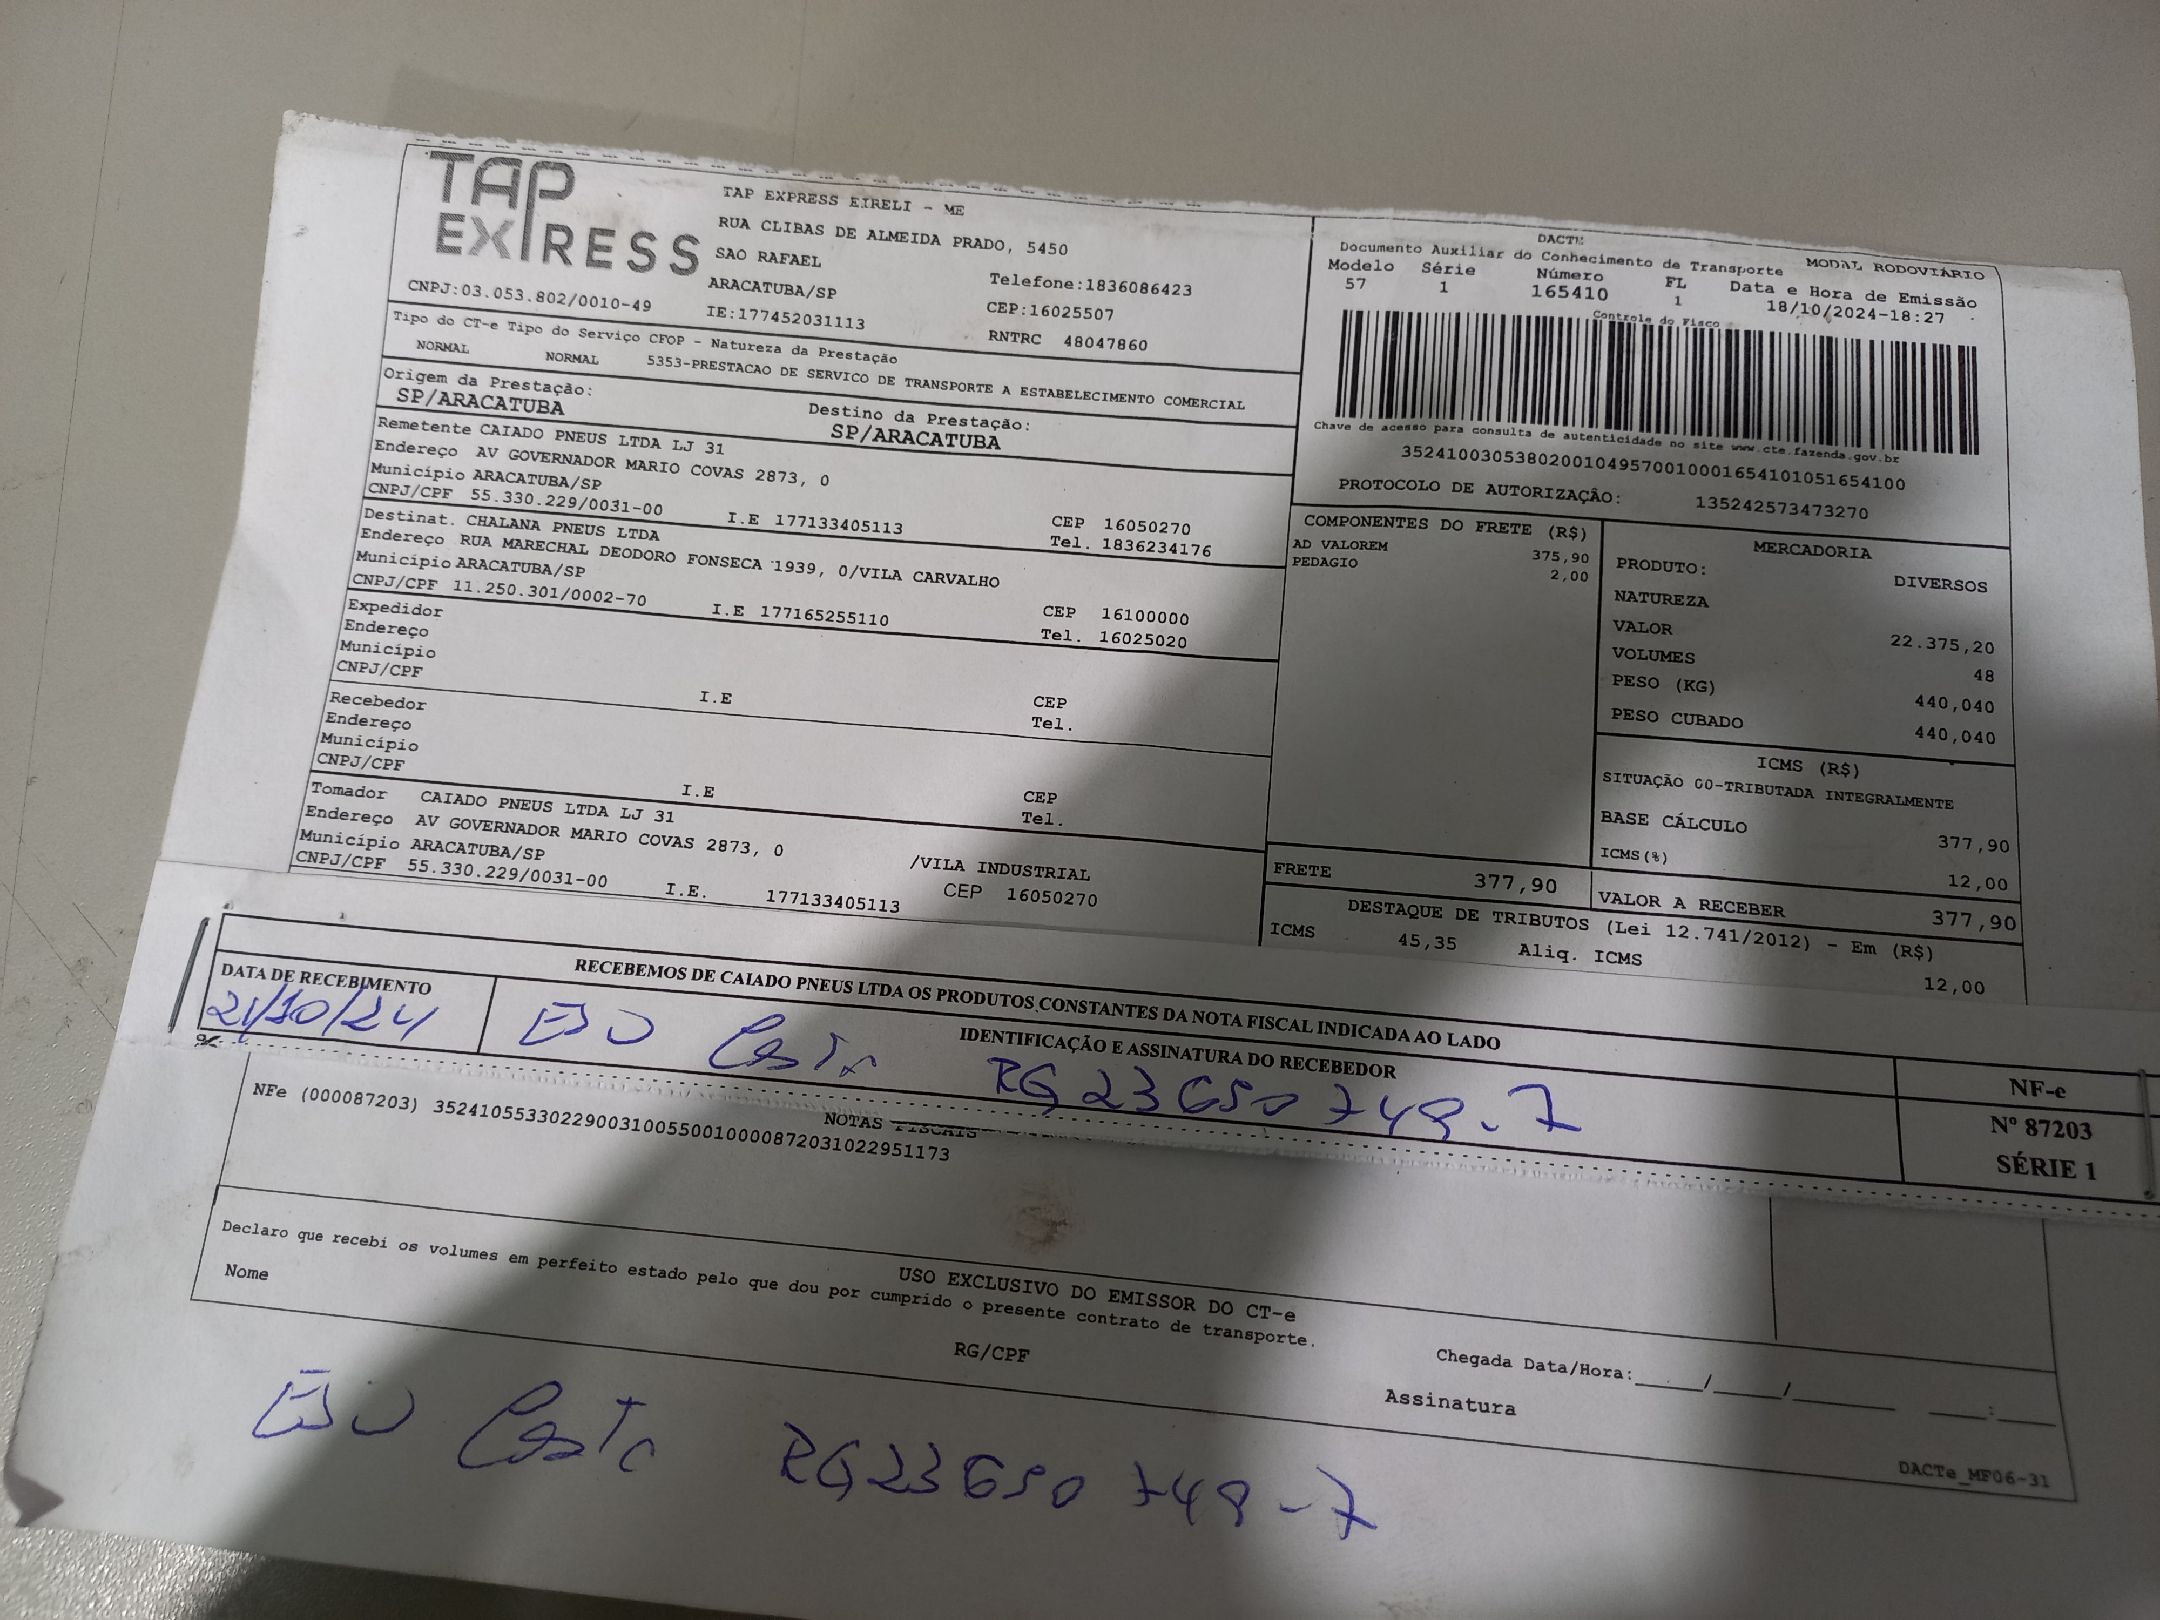 TAP EXPRESS
TAP EXPRESS EIRELI - ME
RUA CLIBAS DE ALMEIDA PRADO, 5450
SAO RAFAEL
ARACATUBA/SP
Telefone:1836086423
CNPJ:03.053.802/0010-49
IE:177452031113
CEP:16025507
RNTRC 48047860
DACTE
Documento Auxiliar do Conhecimento de Transporte
MODAL RODOVIÁRIO
Modelo Série Número FL Data e Hora de Emissão
57 1 165410 1 18/10/2024-18:27
Controle do Fisco
Chave de acesso para consulta de autenticidade no site www.cte.fazenda.gov.br
35241003053802001049570010001654101051654100
PROTOCOLO DE AUTORIZAÇÃO: 135242573473270
Tipo do CT-e Tipo do Serviço CFOP - Natureza da Prestação
NORMAL NORMAL 5353-PRESTACAO DE SERVICO DE TRANSPORTE A ESTABELECIMENTO COMERCIAL
Origem da Prestação: Destino da Prestação:
SP/ARACATUBA SP/ARACATUBA
Remetente CAIADO PNEUS LTDA LJ 31
Endereço AV GOVERNADOR MARIO COVAS 2873, 0
Município ARACATUBA/SP CEP 16050270
CNPJ/CPF 55.330.229/0031-00 I.E 177133405113 Tel. 1836234176
Destinat. CHALANA PNEUS LTDA
Endereço RUA MARECHAL DEODORO FONSECA 1939, 0/VILA CARVALHO
Município ARACATUBA/SP CEP 16100000
CNPJ/CPF 11.250.301/0002-70 I.E 177165255110 Tel. 16025020
Expedidor
Endereço
Município CEP
CNPJ/CPF I.E Tel.
Recebedor
Endereço
Município CEP
CNPJ/CPF I.E Tel.
Tomador CAIADO PNEUS LTDA LJ 31
Endereço AV GOVERNADOR MARIO COVAS 2873, 0 /VILA INDUSTRIAL
Município ARACATUBA/SP CEP 16050270
CNPJ/CPF 55.330.229/0031-00 I.E. 177133405113
COMPONENTES DO FRETE (R$)
AD VALOREM 375,90
PEDAGIO 2,00
MERCADORIA
PRODUTO: DIVERSOS
NATUREZA
VALOR 22.375,20
VOLUMES 48
PESO (KG) 440,040
PESO CUBADO 440,040
ICMS (R$)
SITUAÇÃO 00-TRIBUTADA INTEGRALMENTE
BASE CÁLCULO 377,90
ICMS(%) 12,00
FRETE 377,90 VALOR A RECEBER 377,90
DESTAQUE DE TRIBUTOS (Lei 12.741/2012) - Em (R$)
ICMS 45,35 Aliq. ICMS 12,00
RECEBEMOS DE CAIADO PNEUS LTDA OS PRODUTOS CONSTANTES DA NOTA FISCAL INDICADA AO LADO
DATA DE RECEBIMENTO IDENTIFICAÇÃO E ASSINATURA DO RECEBEDOR
21/10/24 Costa RG 23650748-7
NF-e
Nº 87203
SÉRIE 1
NOTAS FISCAIS
NFe (000087203) 35241055330229003100550010000872031022951173
USO EXCLUSIVO DO EMISSOR DO CT-e
Declaro que recebi os volumes em perfeito estado pelo que dou por cumprido o presente contrato de transporte.
Nome RG/CPF Assinatura Chegada Data/Hora:____/____/____ ___:___
Costa RG 23650748-7
DACTe_MF06-31